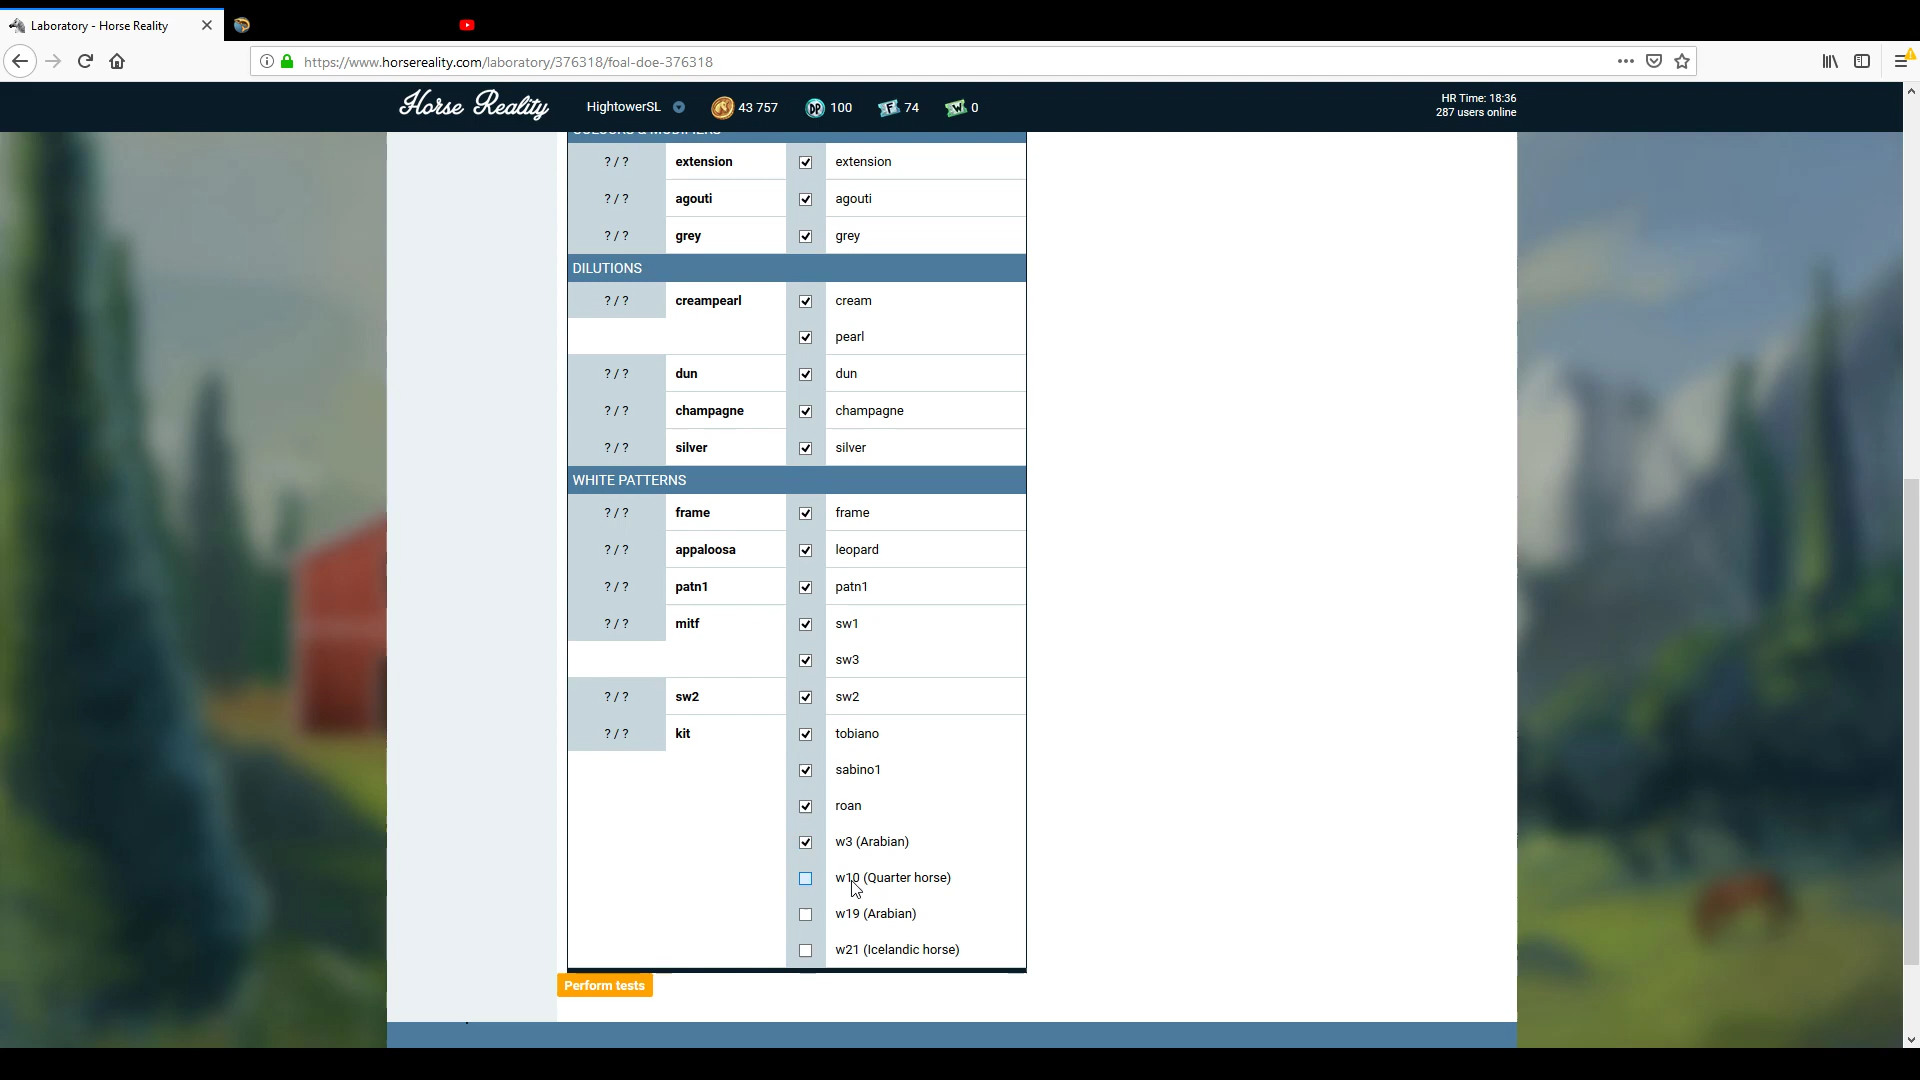 Laboratory - Horse Reality
https://www.horsereality.com/laboratory/376318/foal-doe-376318
Horse Reality
HightowerSL
43 757
DP 100
F 74
W 0
HR Time: 18:36
287 users online
COLOURS & MODIFIERS
? / ? extension extension
? / ? agouti agouti
? / ? grey grey
DILUTIONS
? / ? creampearl cream
pearl
? / ? dun dun
? / ? champagne champagne
? / ? silver silver
WHITE PATTERNS
? / ? frame frame
? / ? appaloosa leopard
? / ? patn1 patn1
? / ? mitf sw1
sw3
? / ? sw2 sw2
? / ? kit tobiano
sabino1
roan
w3 (Arabian)
w10 (Quarter horse)
w19 (Arabian)
w21 (Icelandic horse)
Perform tests